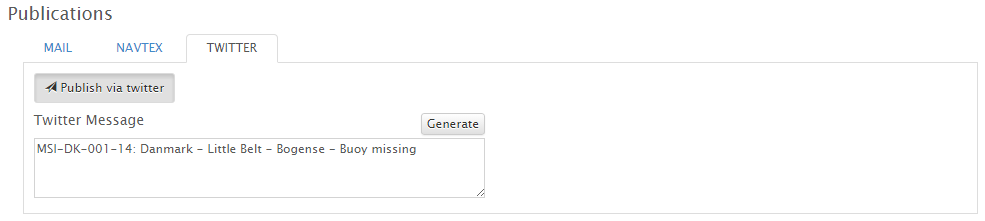 Publications
MAIL NAVTEX TWITTER
Publish via twitter
Twitter Message Generate
MSI-DK-001-14: Danmark - Little Belt - Bogense - Buoy missing